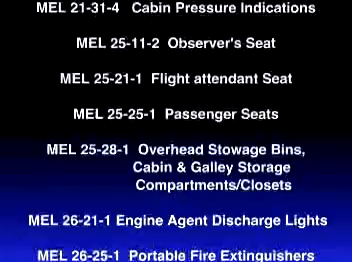 MEL 21-31-4 Cabin Pressure Indications
MEL 25-11-2 Observer's Seat
MEL 25-21-1 Flight attendant Seat
MEL 25-25-1 Passenger Seats
MEL 25-28-1 Overhead Stowage Bins,
Cabin & Galley Storage
Compartments/Closets
MEL 26-21-1 Engine Agent Discharge Lights
MEL 26-25-1 Portable Fire Extinguishers